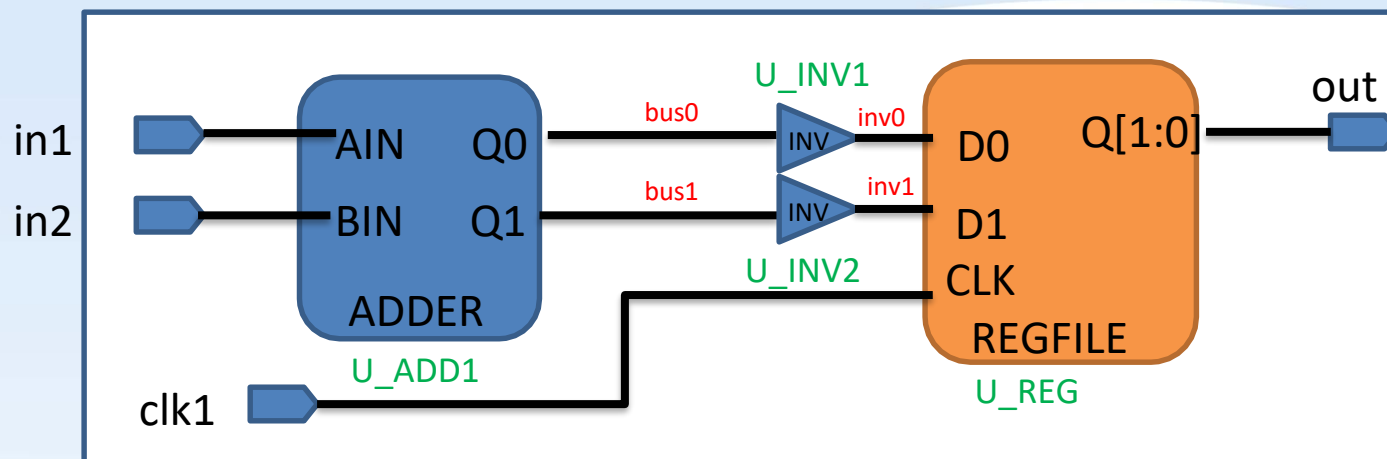 U_INV1
in1
AIN
Q0
bus0
INV
inv0
D0
Q[1:0]
out
in2
BIN
Q1
bus1
INV
inv1
D1
U_INV2
CLK
ADDER
REGFILE
U_ADD1
U_REG
clk1